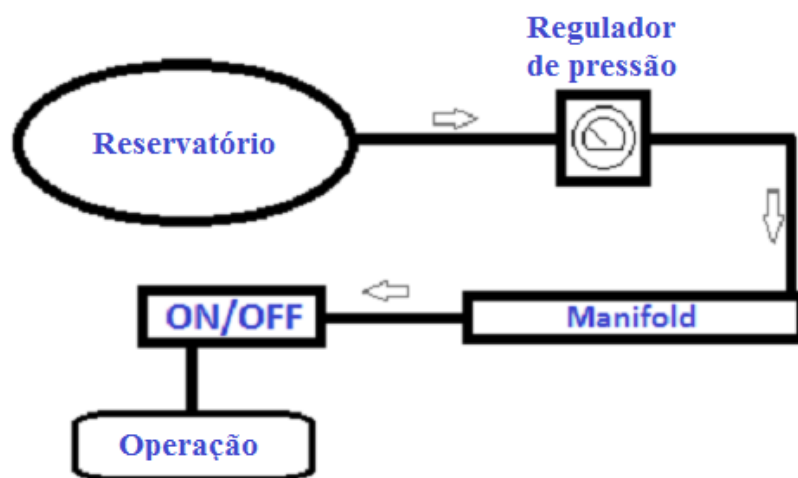 Regulador
de pressão
Reservatório
ON/OFF
Manifold
Operação